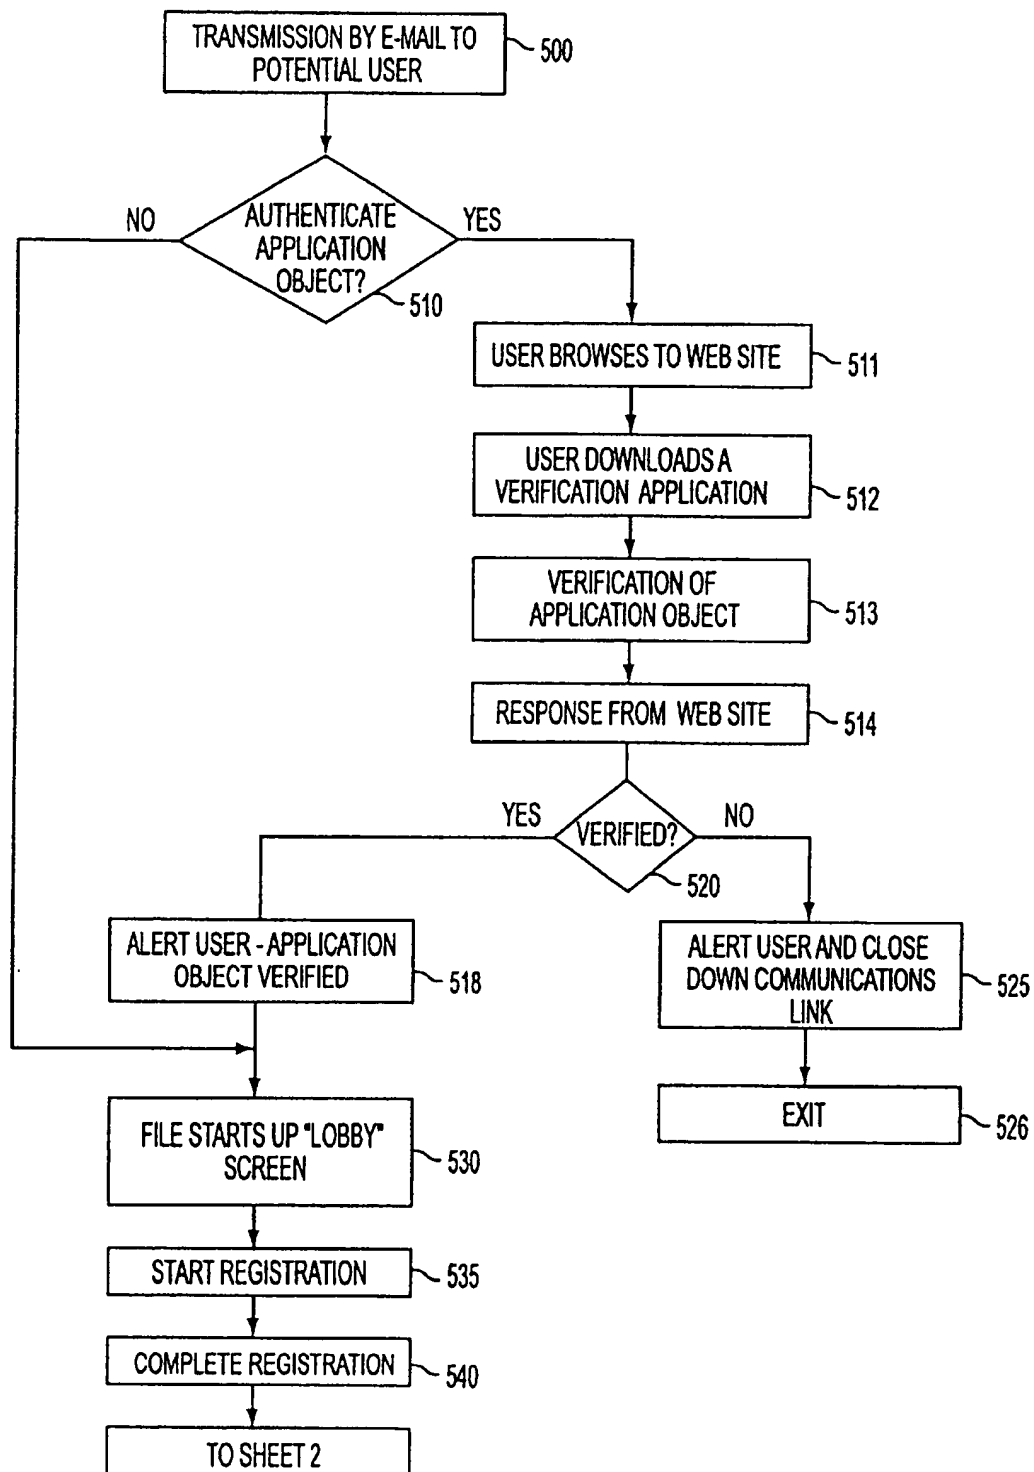 TRANSMISSION BY E-MAIL TO
POTENTIAL USER
500
NO
AUTHENTICATE
APPLICATION
OBJECT?
YES
510
USER BROWSES TO WEB SITE
511
USER DOWNLOADS A
VERIFICATION APPLICATION
512
VERIFICATION OF
APPLICATION OBJECT
513
RESPONSE FROM WEB SITE
514
YES
VERIFIED?
NO
520
ALERT USER - APPLICATION
OBJECT VERIFIED
518
ALERT USER AND CLOSE
DOWN COMMUNICATIONS
LINK
525
EXIT
526
FILE STARTS UP "LOBBY"
SCREEN
530
START REGISTRATION
535
COMPLETE REGISTRATION
540
TO SHEET 2